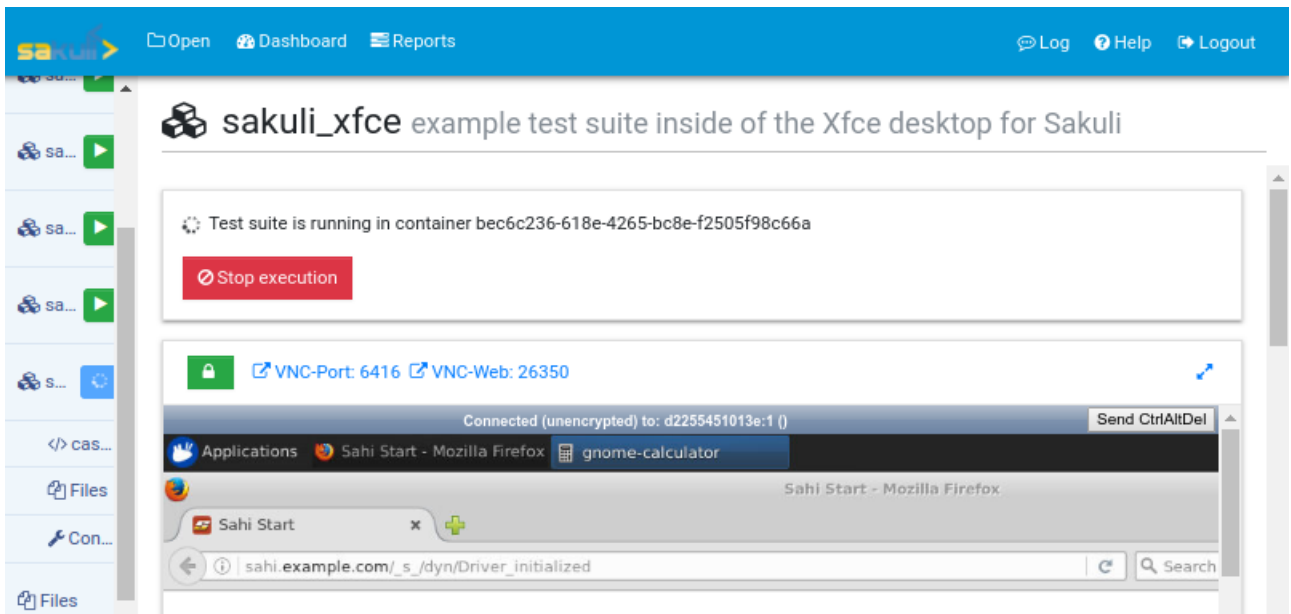 sakuli> Open Dashboard Reports Log Help Logout
sa...
sa...
sa...
s...
cas...
Files
Con...
Files
sakuli_xfce example test suite inside of the Xfce desktop for Sakuli
Test suite is running in container bec6c236-618e-4265-bc8e-f2505f98c66a
Stop execution
VNC-Port: 6416 VNC-Web: 26350
Connected (unencrypted) to: d2255451013e:1 () Send CtrlAltDel
Applications Sahi Start - Mozilla Firefox gnome-calculator
Sahi Start - Mozilla Firefox
Sahi Start
sahi.example.com/_s_/dyn/Driver_initialized Search